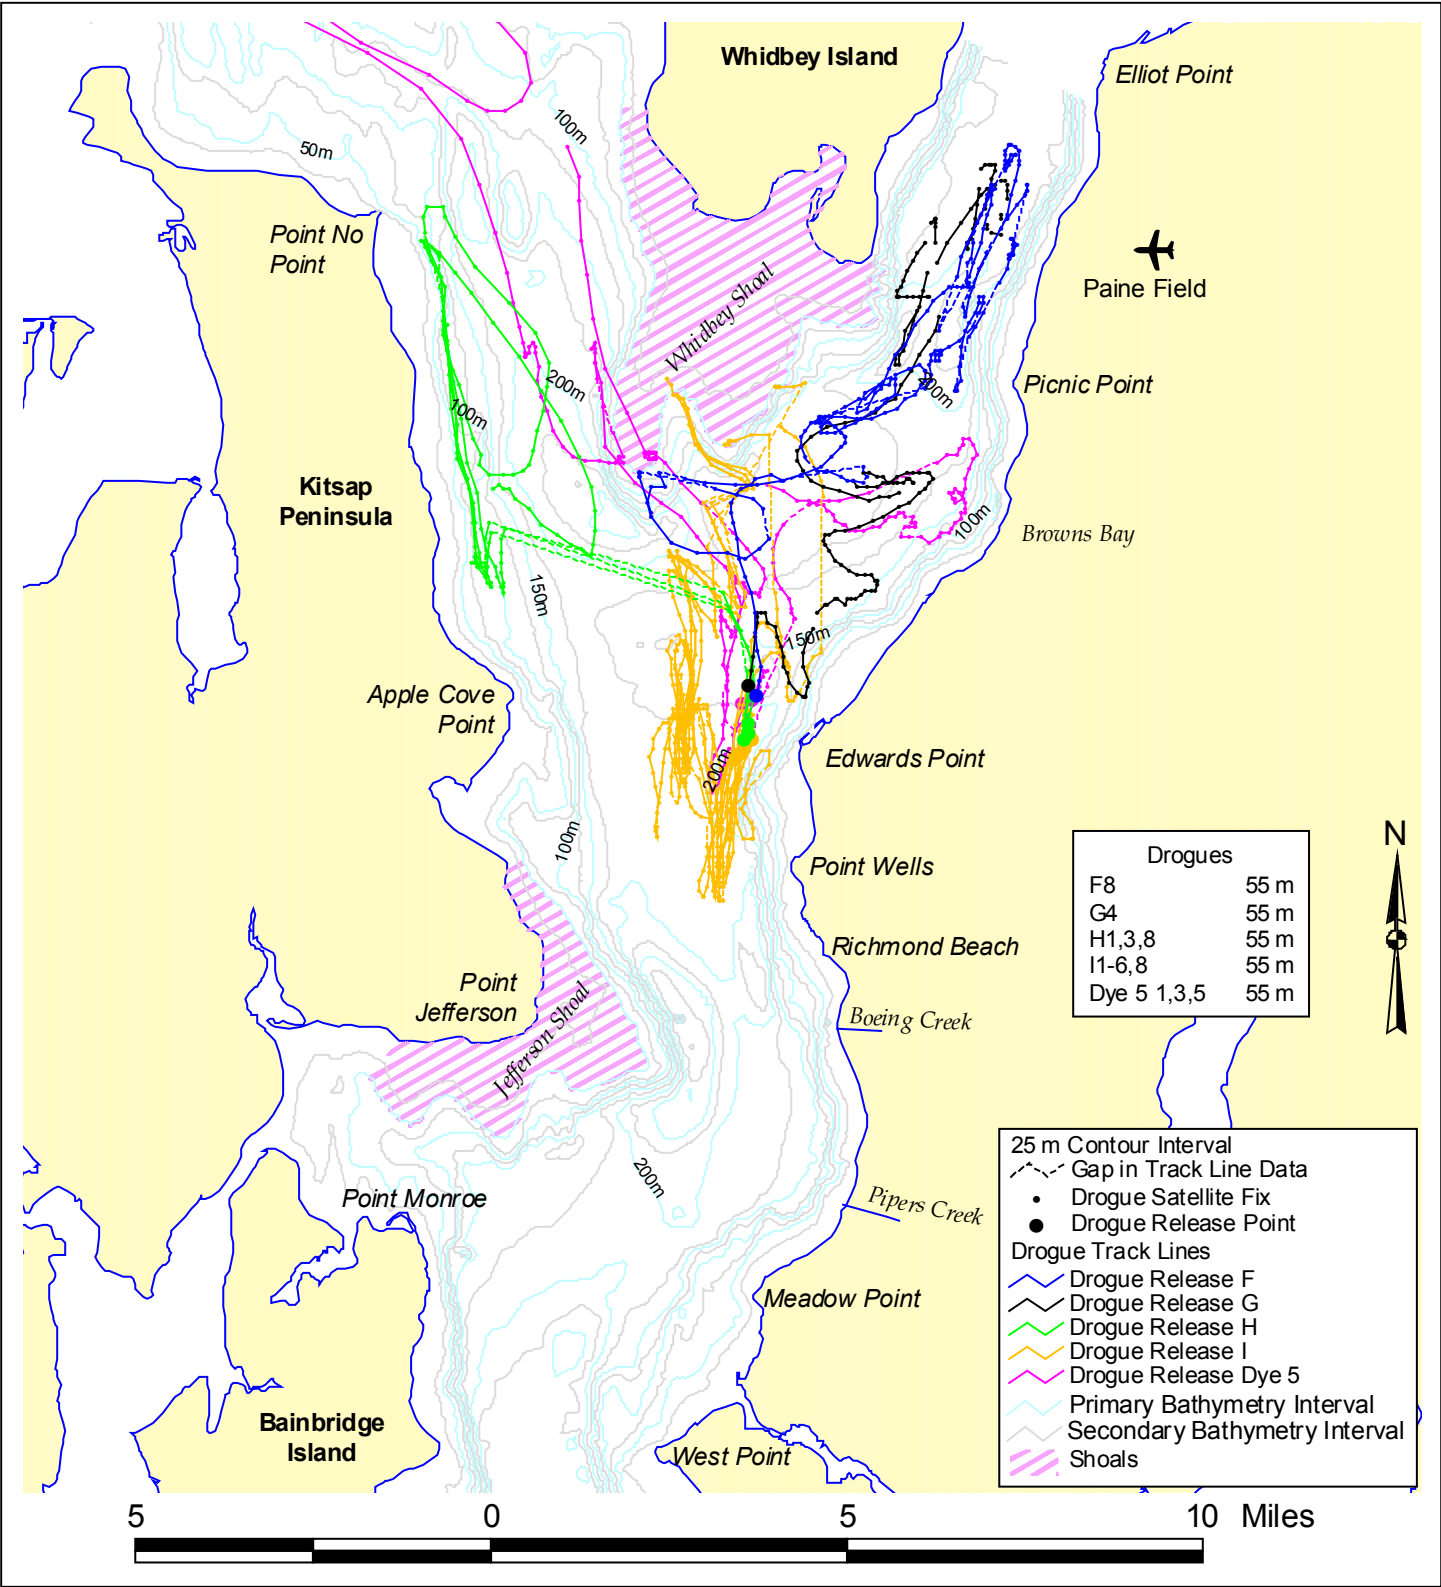 Whidbey Island
Elliot Point
100m
50m
Point No
Point
Paine Field
Whidbey Shoal
200m
200m
Picnic Point
100m
Kitsap
Peninsula
100m
Browns Bay
150m
150m
Apple Cove
Point
Edwards Point
200m
100m
Point Wells
Drogues
F8 55 m
G4 55 m
H1,3,8 55 m
I1-6,8 55 m
Dye 5 1,3,5 55 m
N
Richmond Beach
Point
Jefferson
Jefferson Shoal
Boeing Creek
200m
Point Monroe
Pipers Creek
Meadow Point
Bainbridge
Island
West Point
25 m Contour Interval
Gap in Track Line Data
Drogue Satellite Fix
Drogue Release Point
Drogue Track Lines
Drogue Release F
Drogue Release G
Drogue Release H
Drogue Release I
Drogue Release Dye 5
Primary Bathymetry Interval
Secondary Bathymetry Interval
Shoals
5 0 5 10 Miles